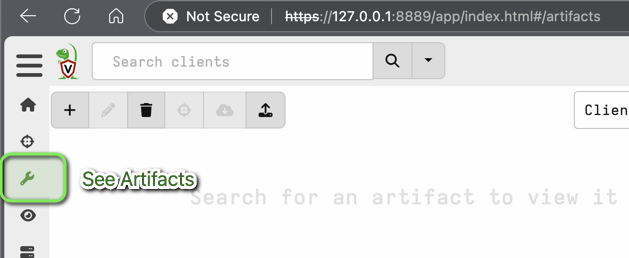 Not Secure https://127.0.0.1:8889/app/index.html#/artifacts
V
Search clients
Clien
See Artifacts
Search for an artifact to view it